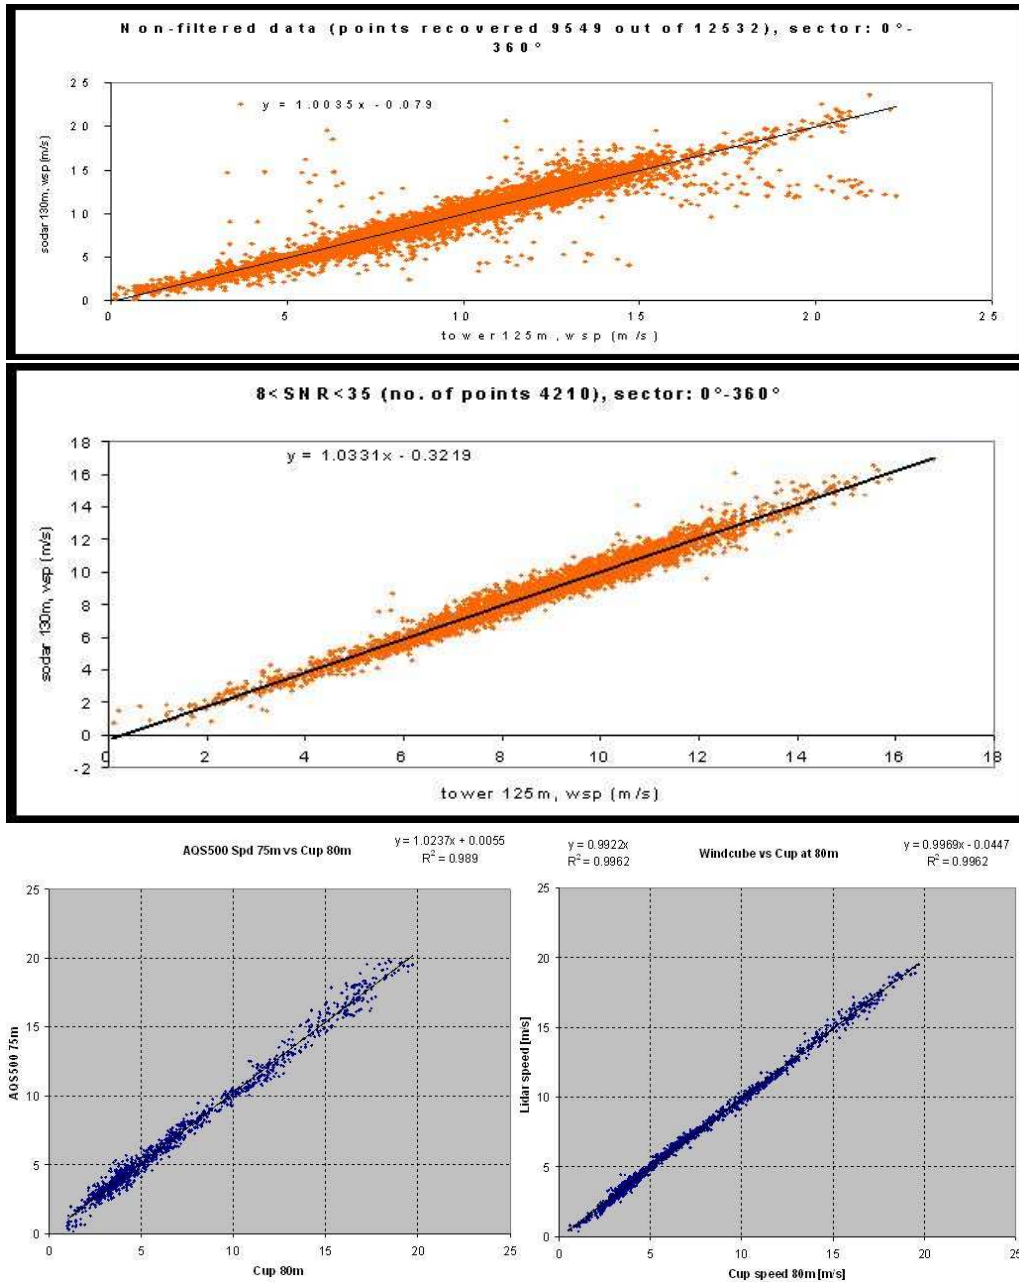 Non-filtered data (points recovered 9549 out of 12532), sector: 0°-
360°
y = 1.0035x - 0.079
25
20
15
10
5
0
sodar 130m, wsp (m/s)
0 5 10 15 20 25
tower 125m, wsp (m/s)
8<SNR<35 (no. of points 4210), sector: 0°-360°
y = 1.0331x - 0.3219
18
16
14
12
10
8
6
4
2
0
-2
sodar 130m, wsp (m/s)
0 2 4 6 8 10 12 14 16 18
tower 125m, wsp (m/s)
AQS500 Spd 75m vs Cup 80m
y = 1.0237x + 0.0055
R² = 0.989
25
20
15
10
5
0
AQS500 75m
0 5 10 15 20 25
Cup 80m
y = 0.9922x
R² = 0.9962
Windcube vs Cup at 80m
y = 0.9969x - 0.0447
R² = 0.9962
25
20
15
10
5
0
Lidar speed [m/s]
0 5 10 15 20 25
Cup speed 80m [m/s]